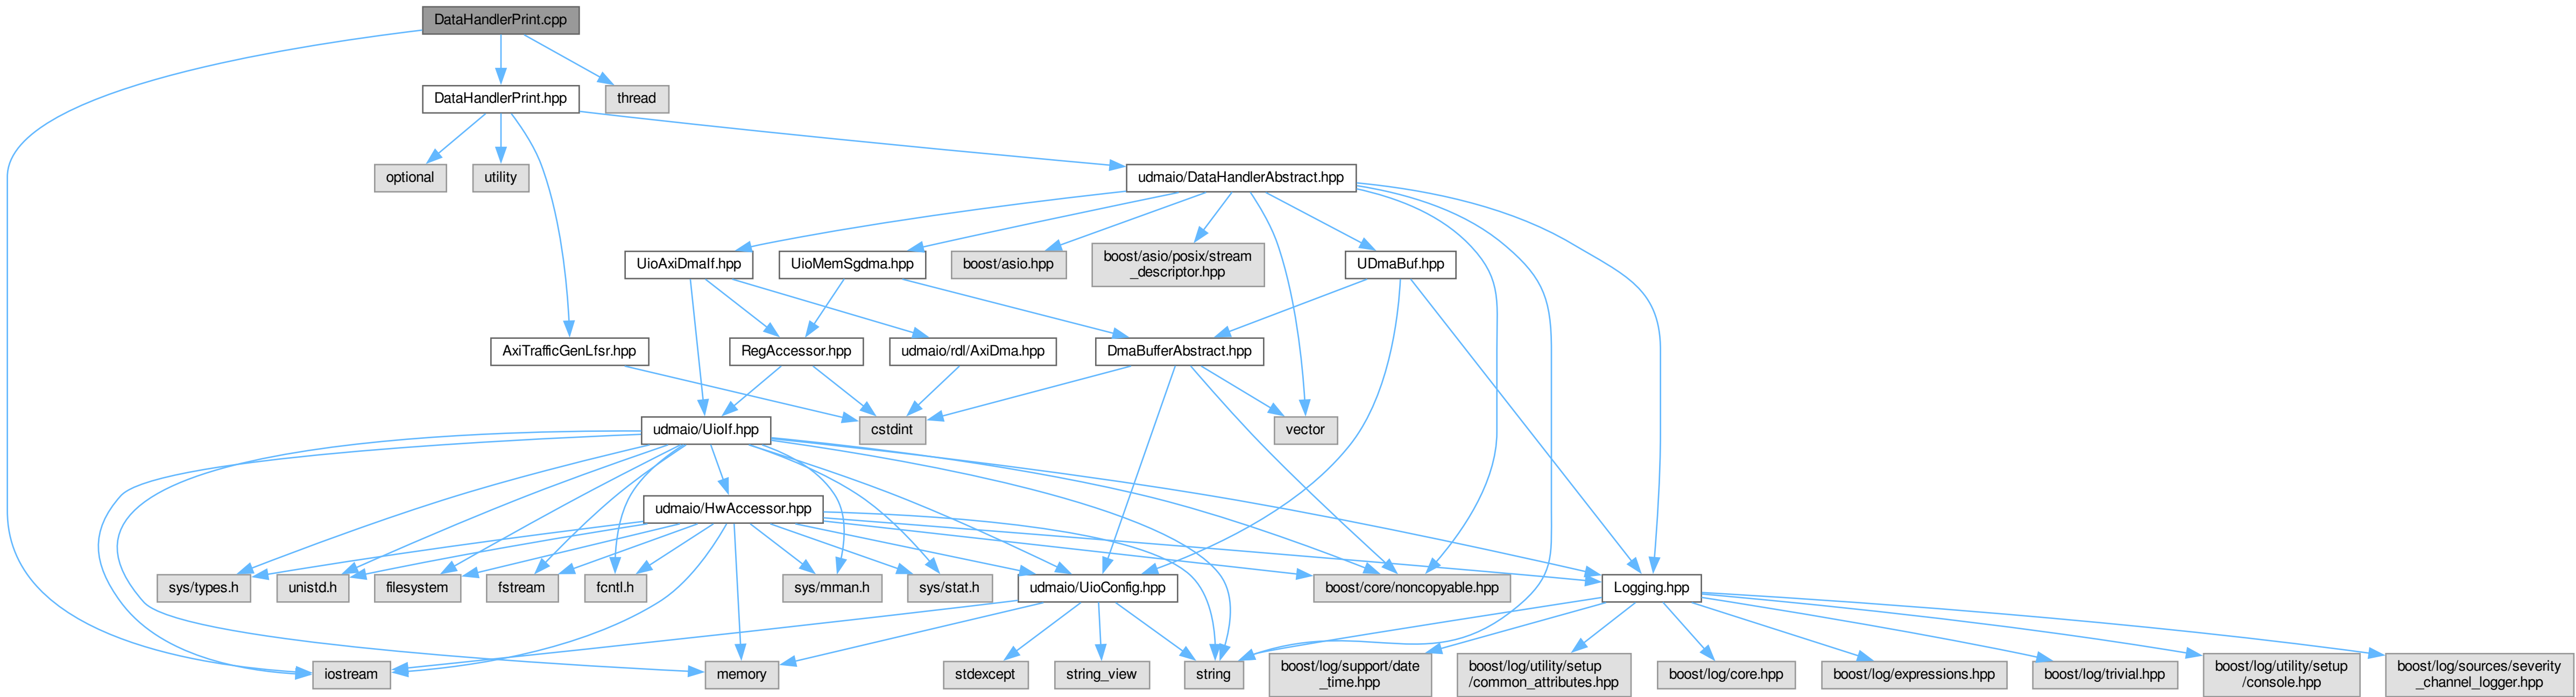 DataHandlerPrint.cpp
DataHandlerPrint.hpp
thread
optional
utility
udmaio/DataHandlerAbstract.hpp
UioAxiDmaIf.hpp
UioMemSgdma.hpp
boost/asio.hpp
boost/asio/posix/stream
_descriptor.hpp
UDmaBuf.hpp
AxiTrafficGenLfsr.hpp
RegAccessor.hpp
udmaio/rdl/AxiDma.hpp
DmaBufferAbstract.hpp
udmaio/UioIf.hpp
cstdint
vector
udmaio/HwAccessor.hpp
sys/types.h
unistd.h
filesystem
fstream
fcntl.h
sys/mman.h
sys/stat.h
udmaio/UioConfig.hpp
boost/core/noncopyable.hpp
Logging.hpp
iostream
memory
stdexcept
string_view
string
boost/log/support/date
_time.hpp
boost/log/utility/setup
/common_attributes.hpp
boost/log/core.hpp
boost/log/expressions.hpp
boost/log/trivial.hpp
boost/log/utility/setup
/console.hpp
boost/log/sources/severity
_channel_logger.hpp